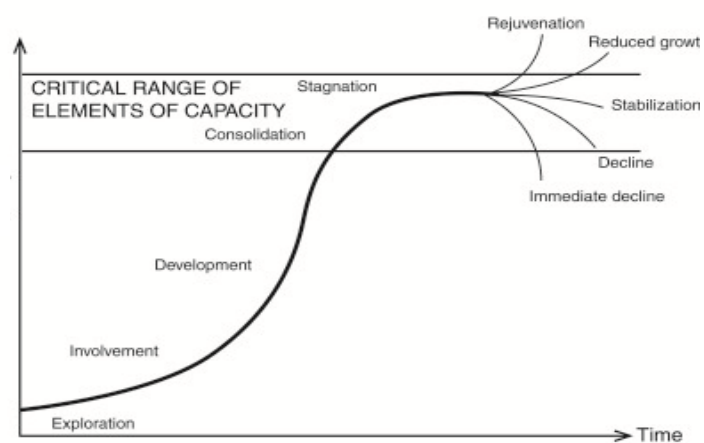 Rejuvenation
Reduced growt
CRITICAL RANGE OF
ELEMENTS OF CAPACITY
Stagnation
Stabilization
Consolidation
Decline
Immediate decline
Development
Involvement
Exploration
Time